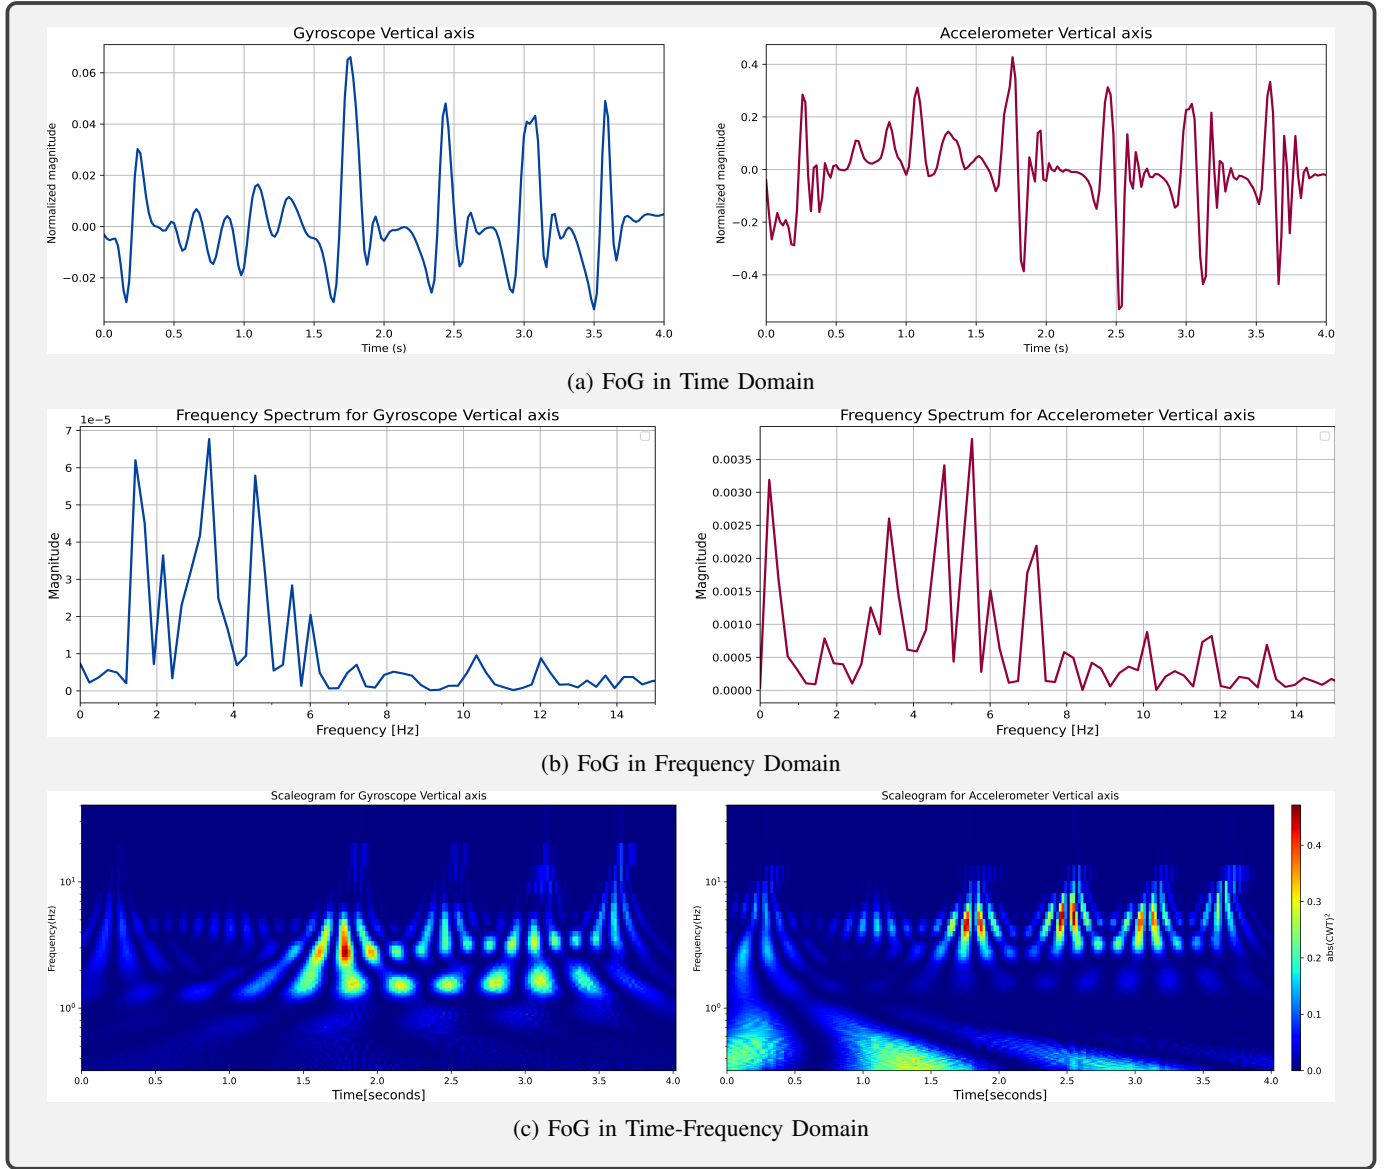 Gyroscope Vertical axis
Normalized magnitude
0.06
0.04
0.02
0.00
−0.02
0.0 0.5 1.0 1.5 2.0 2.5 3.0 3.5 4.0
Time (s)
Accelerometer Vertical axis
Normalized magnitude
0.4
0.2
0.0
−0.2
−0.4
0.0 0.5 1.0 1.5 2.0 2.5 3.0 3.5 4.0
Time (s)
(a) FoG in Time Domain
Frequency Spectrum for Gyroscope Vertical axis
1e−5
Magnitude
7
6
5
4
3
2
1
0
0 2 4 6 8 10 12 14
Frequency [Hz]
Frequency Spectrum for Accelerometer Vertical axis
Magnitude
0.0035
0.0030
0.0025
0.0020
0.0015
0.0010
0.0005
0.0000
0 2 4 6 8 10 12 14
Frequency [Hz]
(b) FoG in Frequency Domain
Scaleogram for Gyroscope Vertical axis
Frequency(Hz)
10¹
10⁰
0.0 0.5 1.0 1.5 2.0 2.5 3.0 3.5 4.0
Time[seconds]
Scaleogram for Accelerometer Vertical axis
Frequency(Hz)
10¹
10⁰
0.0 0.5 1.0 1.5 2.0 2.5 3.0 3.5 4.0
Time[seconds]
0.4
0.3
0.2
0.1
0.0
abs(CWT)²
(c) FoG in Time-Frequency Domain